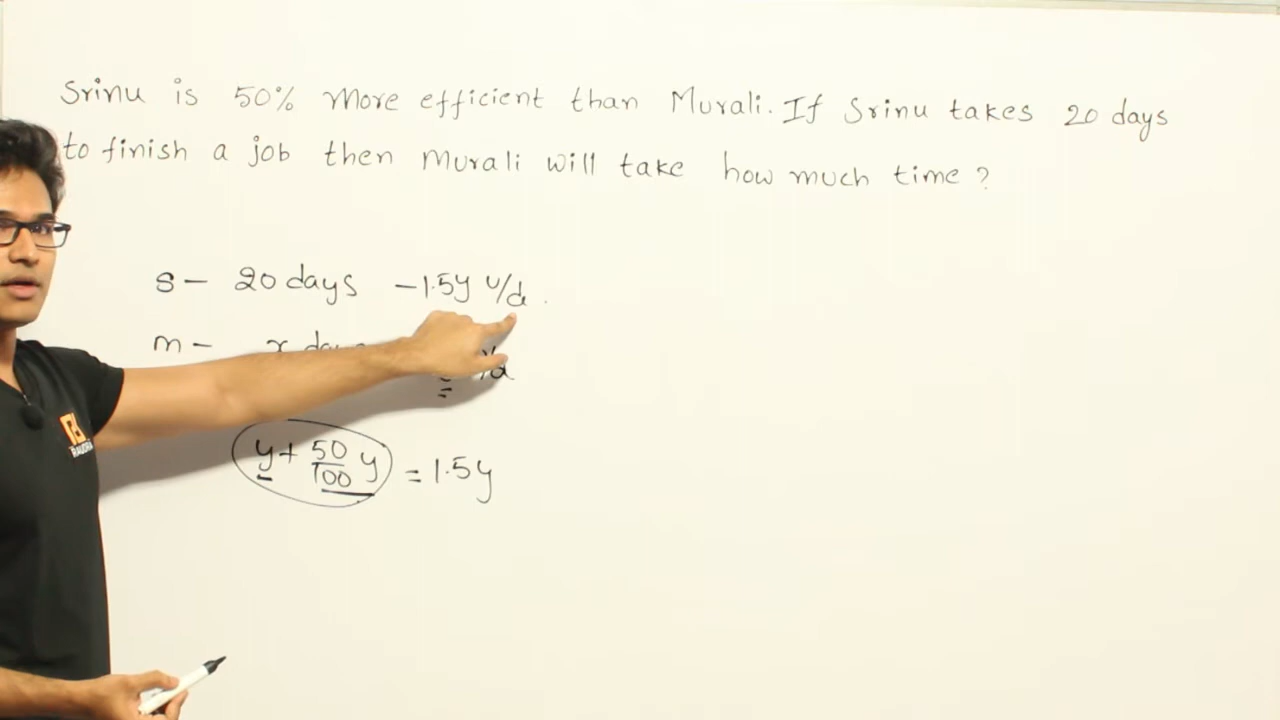 Srinu is 50% more efficient than Murali. If Srinu takes 20 days
to finish a job then Murali will take how much time?
S - 20 days - 1.5y u/d
m - x
y + 50/100 y = 1.5y